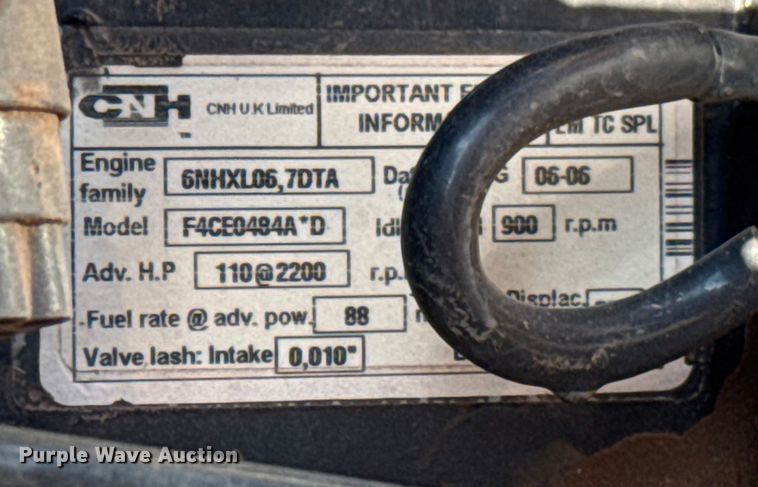 CNH CNH U.K Limited IMPORTANT
INFORM TC SPL
Engine
family 6NHXL06,7DTA 06-06
Model F4CE0484A*D 900 r.p.m
Adv. H.P 110@2200
Displac.
Fuel rate @ adv. pow. 88
Valve lash: Intake 0,010"
Purple Wave Auction